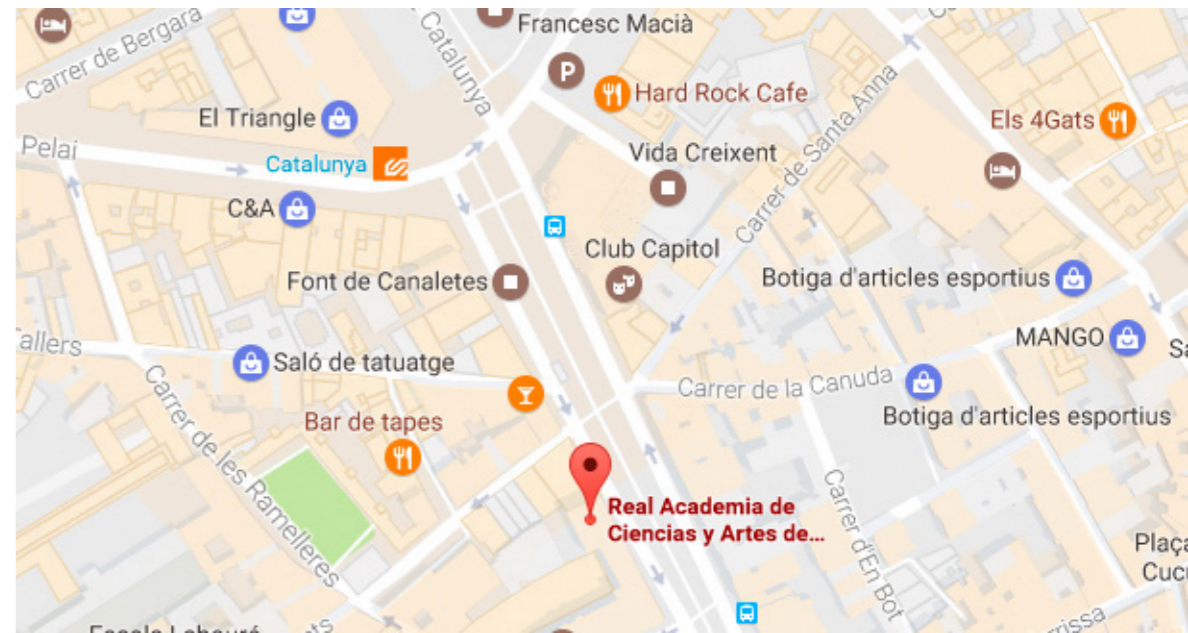 Francesc Macià
Carrer de Bergara
Catalunya
P
Hard Rock Cafe
El Triangle
Els 4Gats
Pelai
Catalunya
Vida Creixent
Carrer de Santa Anna
C&A
Club Capitol
Font de Canaletes
Botiga d'articles esportius
MANGO
allers
Saló de tatuatge
Carrer de la Canuda
Bar de tapes
Botiga d'articles esportius
Carrer de les Ramelleres
Real Academia de
Ciencias y Artes de...
Carrer d'En Bot
Plaça
Cucu